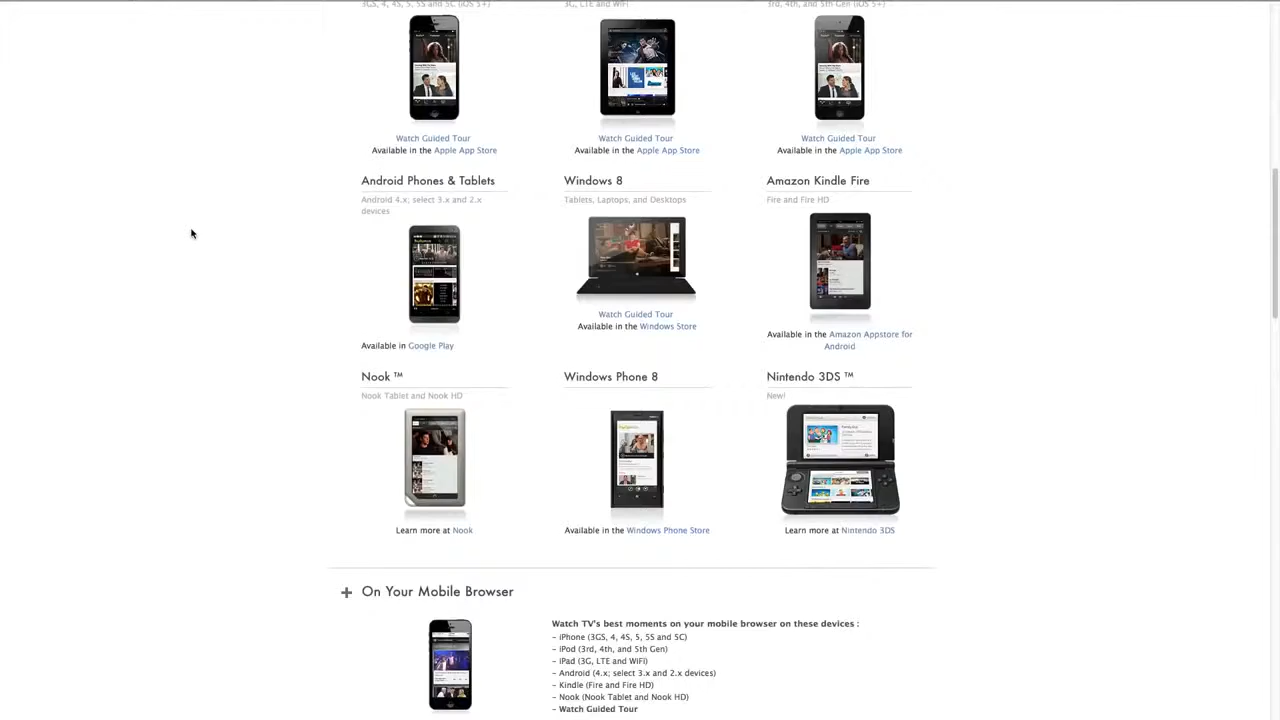 3GS, 4, 4S, 5, 5S and 5C (iOS 5+)
3G, LTE and WiFi
3rd, 4th, and 5th Gen (iOS 5+)
Watch Guided Tour
Available in the Apple App Store
Watch Guided Tour
Available in the Apple App Store
Watch Guided Tour
Available in the Apple App Store
Android Phones & Tablets
Android 4.x; select 3.x and 2.x
devices
Available in Google Play
Windows 8
Tablets, Laptops, and Desktops
Watch Guided Tour
Available in the Windows Store
Amazon Kindle Fire
Fire and Fire HD
Available in the Amazon Appstore for
Android
Nook ™
Nook Tablet and Nook HD
Learn more at Nook
Windows Phone 8
Available in the Windows Phone Store
Nintendo 3DS ™
New!
Learn more at Nintendo 3DS
+ On Your Mobile Browser
Watch TV's best moments on your mobile browser on these devices :
– iPhone (3GS, 4, 4S, 5, 5S and 5C)
– iPod (3rd, 4th, and 5th Gen)
– iPad (3G, LTE and WiFi)
– Android (4.x; select 3.x and 2.x devices)
– Kindle (Fire and Fire HD)
– Nook (Nook Tablet and Nook HD)
– Watch Guided Tour